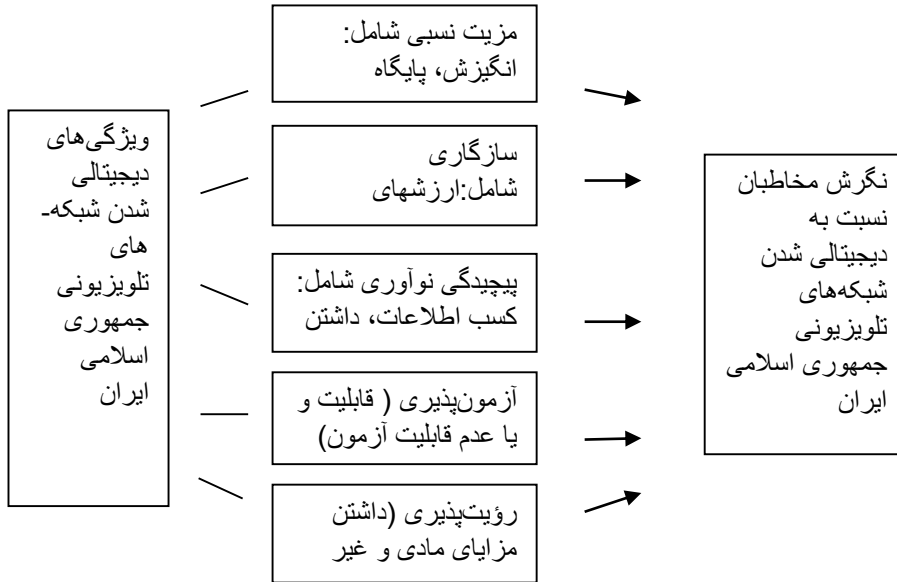 ویژگی‌های
دیجیتالی
شدن شبکه-
های
تلویزیونی
جمهوری
اسلامی
ایران
مزیت نسبی شامل:
انگیزش، پایگاه
سازگاری
شامل:ارزشهای
پیچیدگی نوآوری شامل:
کسب اطلاعات، داشتن
آزمون‌پذیری ( قابلیت و
یا عدم قابلیت آزمون)
رؤیت‌پذیری (داشتن
مزایای مادی و غیر
نگرش مخاطبان
نسبت به
دیجیتالی شدن
شبکه‌های
تلویزیونی
جمهوری اسلامی
ایران